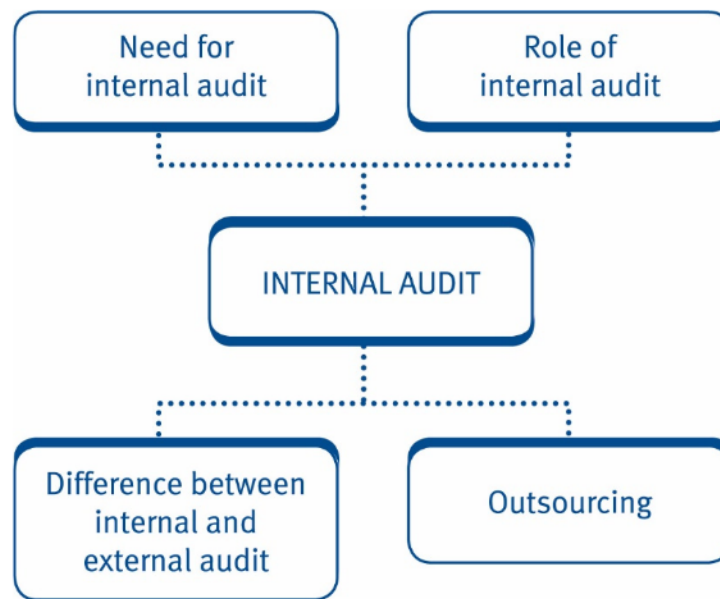 Need for
internal audit
Role of
internal audit
INTERNAL AUDIT
Difference between
internal and
external audit
Outsourcing